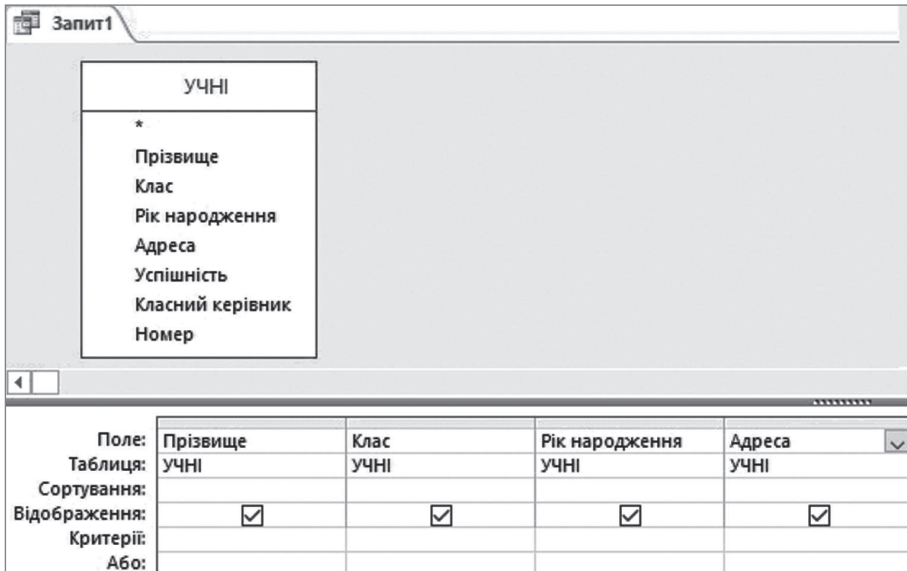 Запит1
УЧНІ
*
Прізвище
Клас
Рік народження
Адреса
Успішність
Класний керівник
Номер
Поле: Прізвище Клас Рік народження Адреса
Таблиця: УЧНІ УЧНІ УЧНІ УЧНІ
Сортування:
Відображення:
Критерії:
Або: